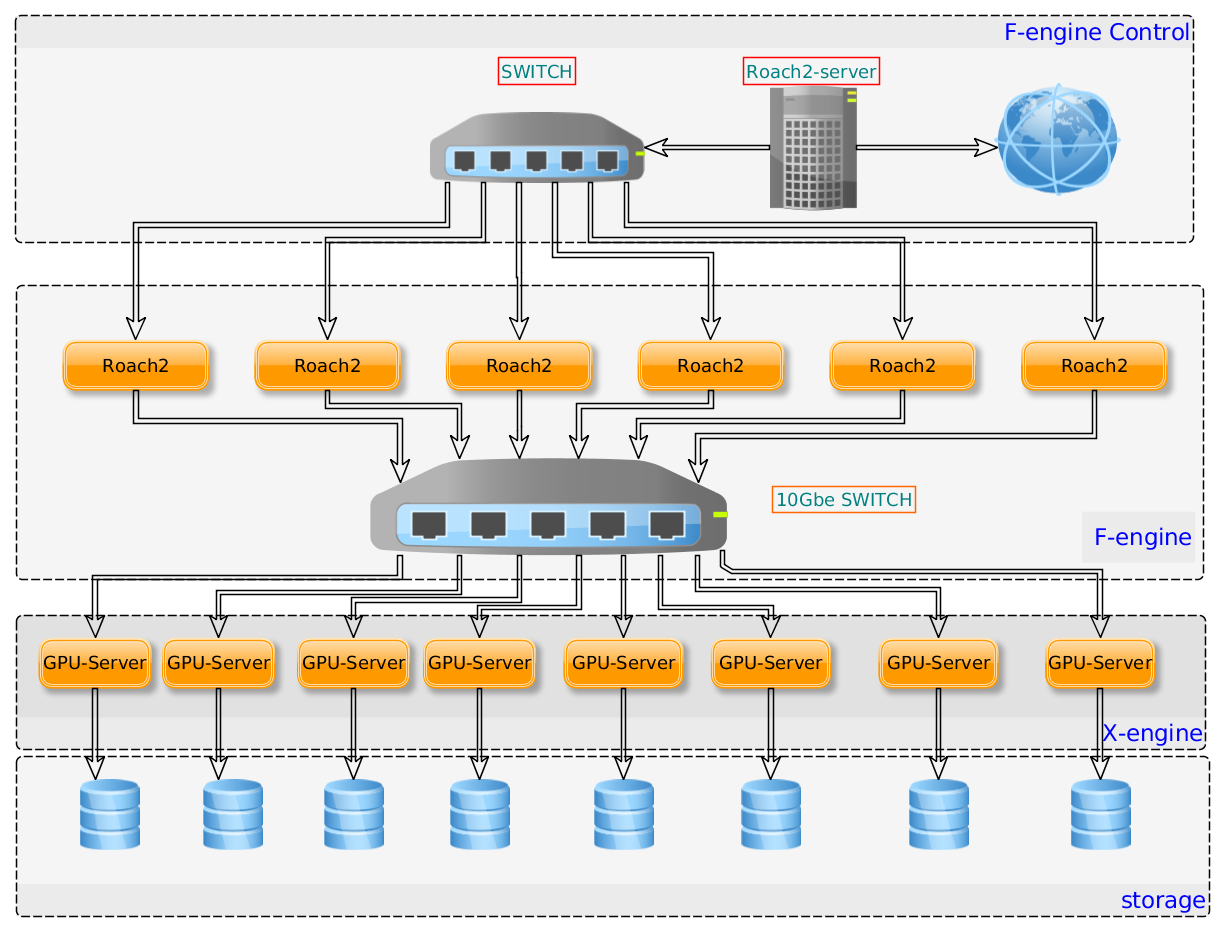 F-engine Control
SWITCH
Roach2-server
Roach2
Roach2
Roach2
Roach2
Roach2
Roach2
10Gbe SWITCH
F-engine
GPU-Server
GPU-Server
GPU-Server
GPU-Server
GPU-Server
GPU-Server
GPU-Server
GPU-Server
X-engine
storage